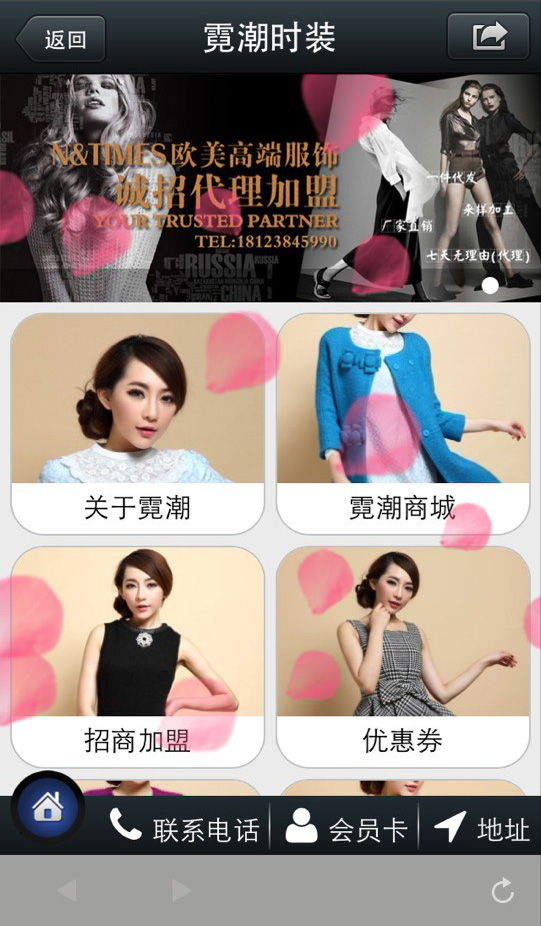 返回
霓潮时装
N&TIMES欧美高端服饰
诚招代理加盟
YOUR TRUSTED PARTNER
TEL:18123845990
一件代发
来样加工
厂家直销
七天无理由(代理)
RUSSIA
CHINA
关于霓潮
霓潮商城
招商加盟
优惠券
联系电话
会员卡
地址